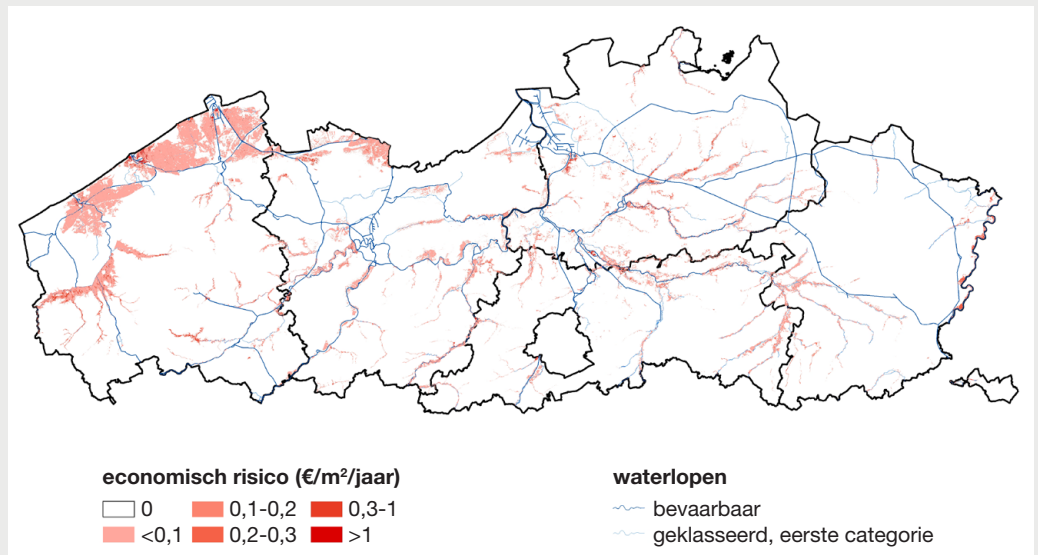 economisch risico (€/m²/jaar)
0
0,1-0,2
0,3-1
<0,1
0,2-0,3
>1
waterlopen
bevaarbaar
geklasseerd, eerste categorie